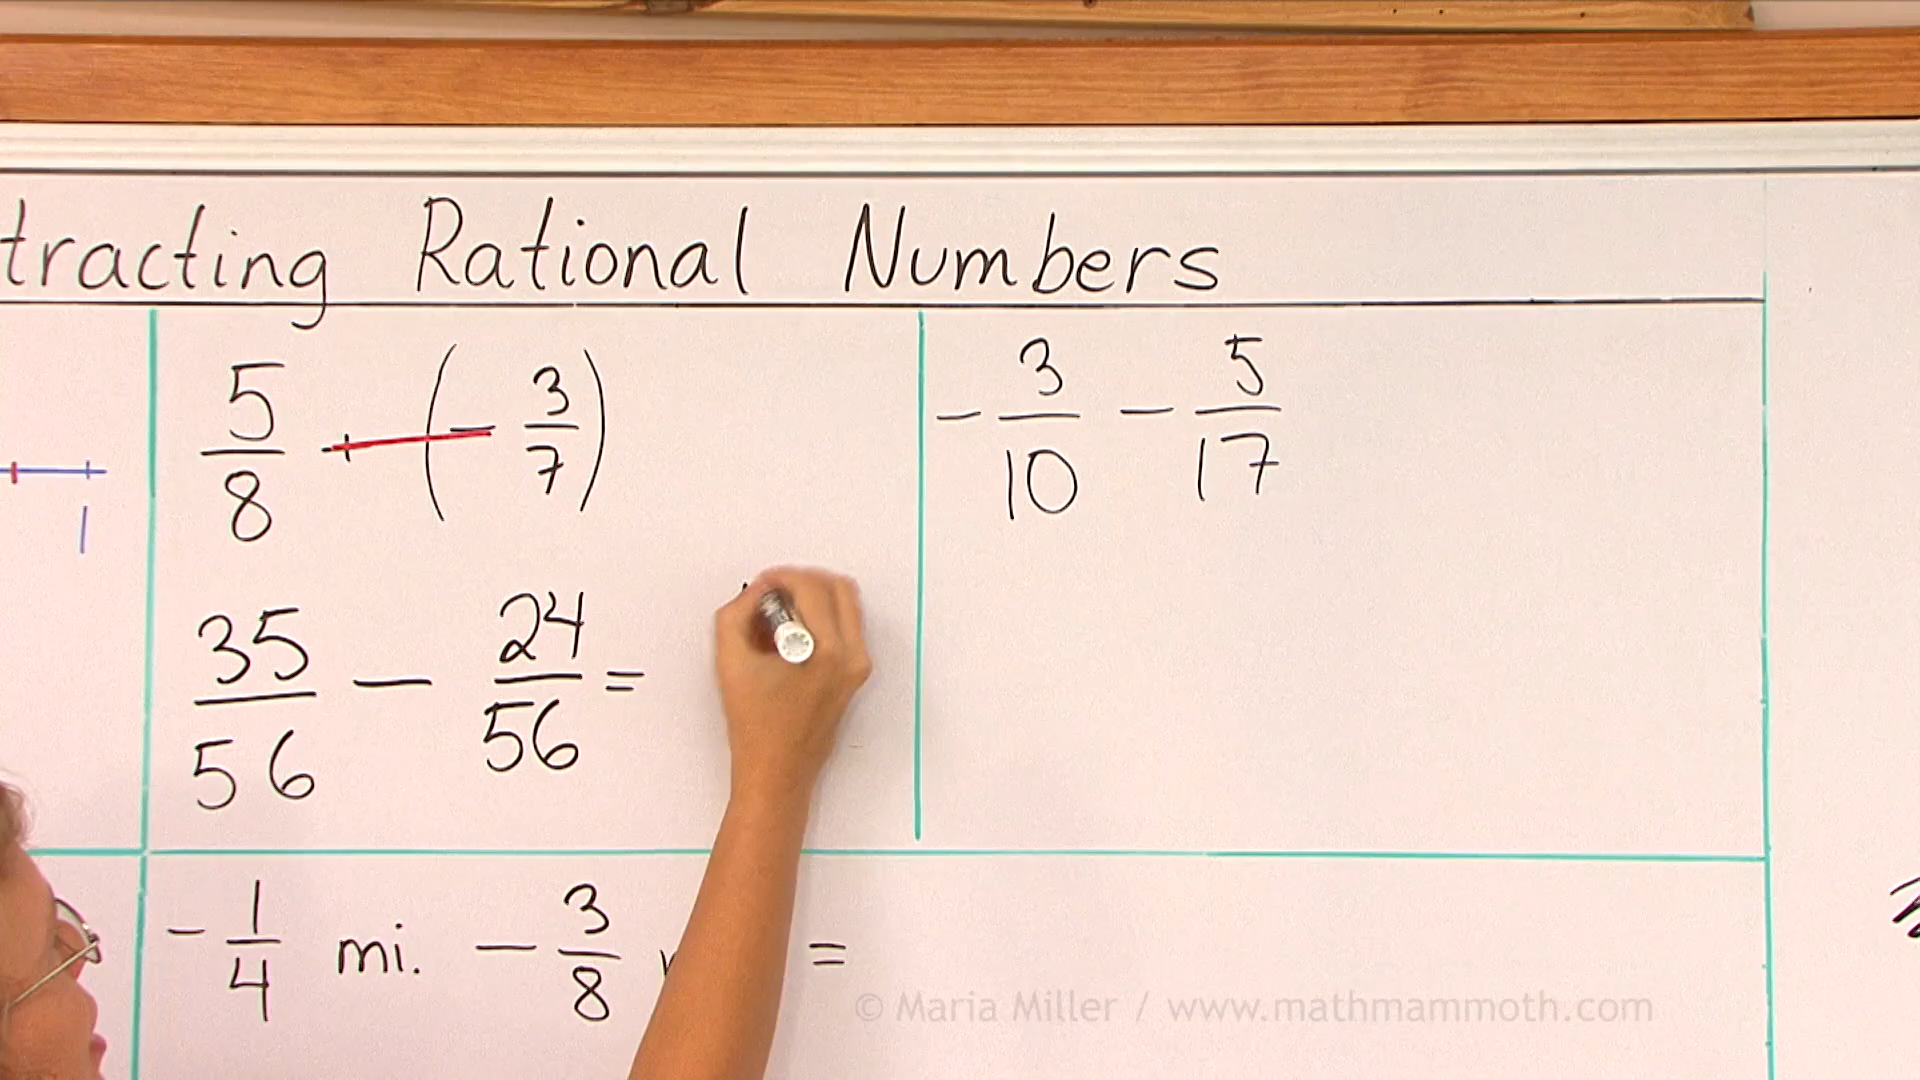 tracting Rational Numbers
1
5/8 + (- 3/7)
35/56 - 24/56 =
- 3/10 - 5/17
- 1/4 mi. - 3/8 =
© Maria Miller / www.mathmammoth.com